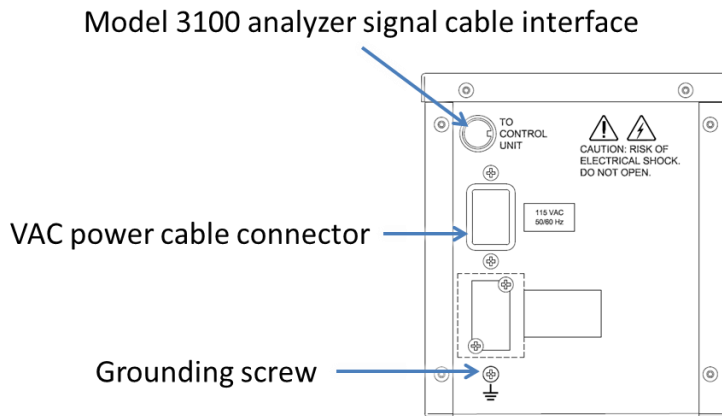 Model 3100 analyzer signal cable interface
TO
CONTROL
UNIT
CAUTION: RISK OF
ELECTRICAL SHOCK.
DO NOT OPEN.
VAC power cable connector
115 VAC
50/60 Hz
Grounding screw